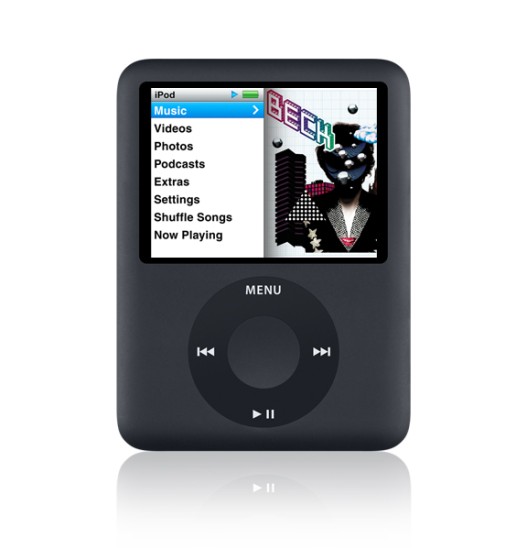 iPod
Music
Videos
Photos
Podcasts
Extras
Settings
Shuffle Songs
Now Playing
BECK
MENU